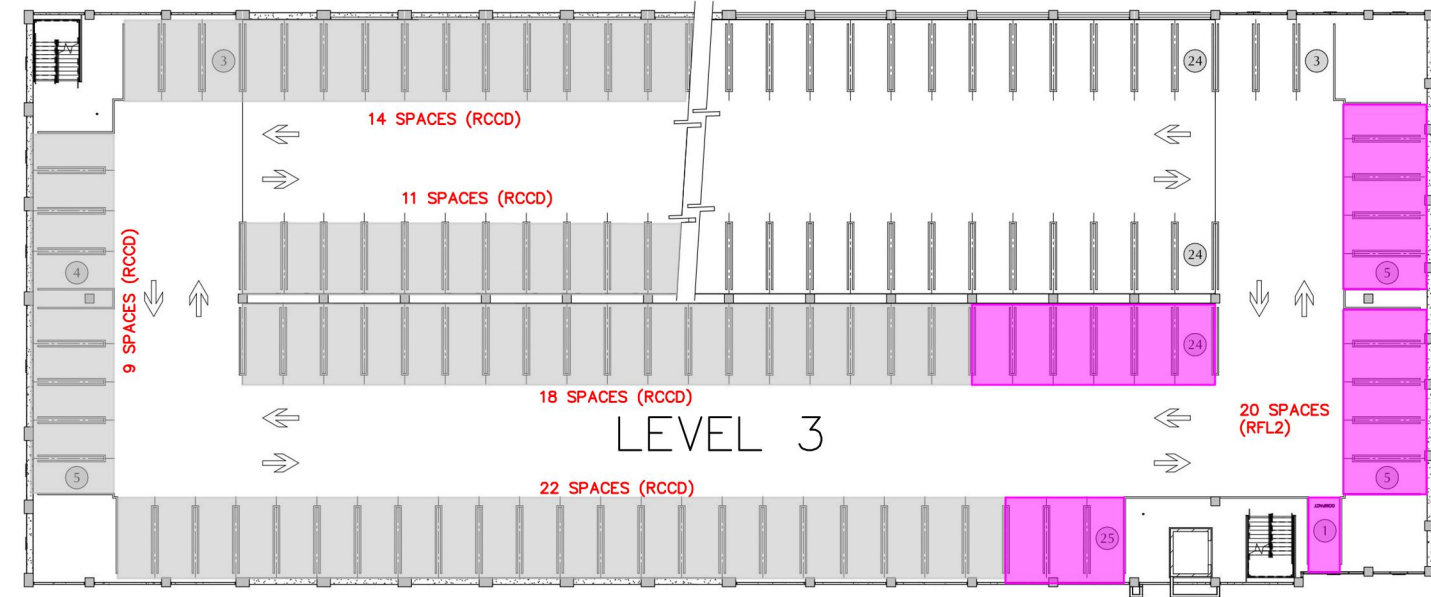 3
24
3
14 SPACES (RCCD)
11 SPACES (RCCD)
9 SPACES (RCCD)
4
24
5
24
18 SPACES (RCCD)
LEVEL 3
20 SPACES
(RFL2)
5
5
22 SPACES (RCCD)
25
COMPACT
1